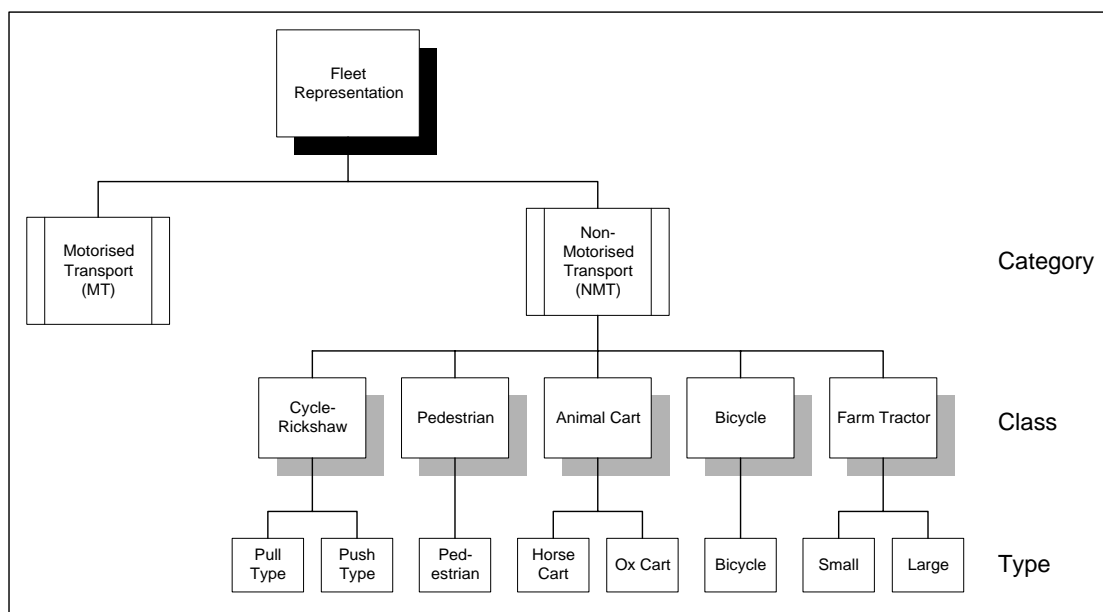 Fleet
Representation
Motorised
Transport
(MT)
Non-
Motorised
Transport
(NMT)
Category
Cycle-
Rickshaw
Pedestrian
Animal Cart
Bicycle
Farm Tractor
Class
Pull
Type
Push
Type
Ped-
estrian
Horse
Cart
Ox Cart
Bicycle
Small
Large
Type